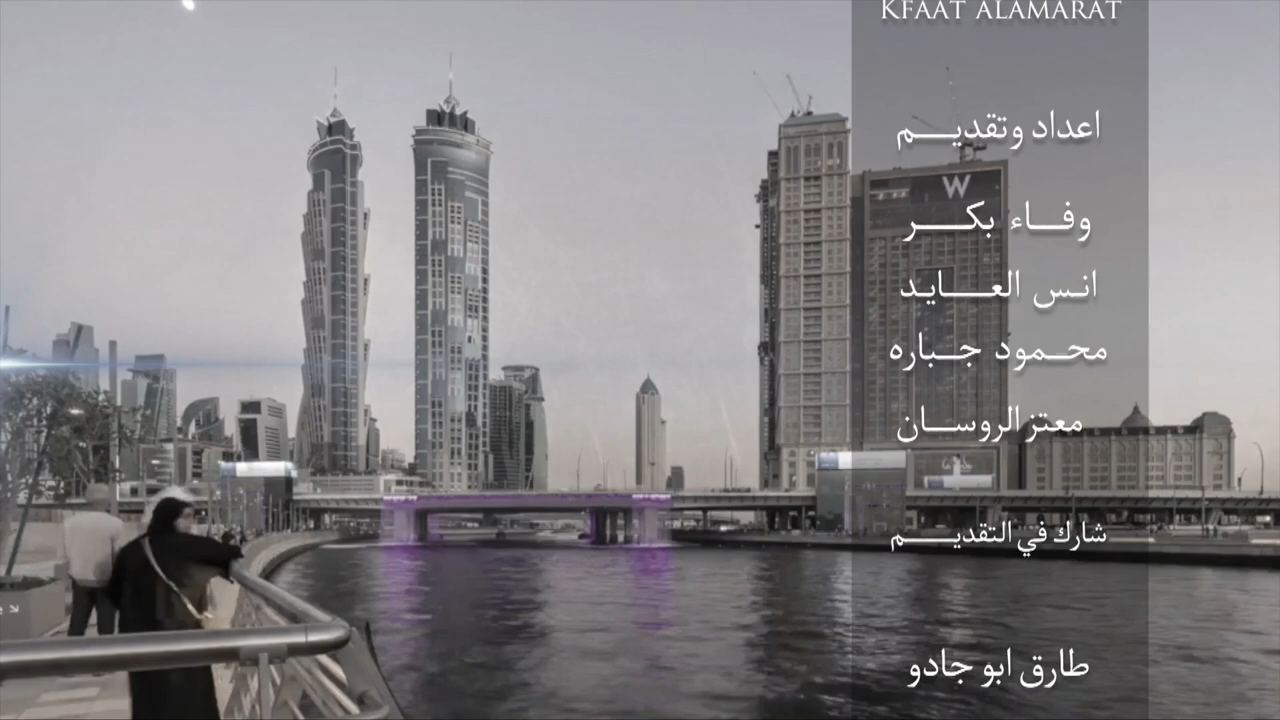 KFAAT ALAMARAT
اعداد وتقديم
W
وفاء بكر
انس العايد
محمود جباره
معتز الروسان
شارك في التقديم
طارق ابو جادو